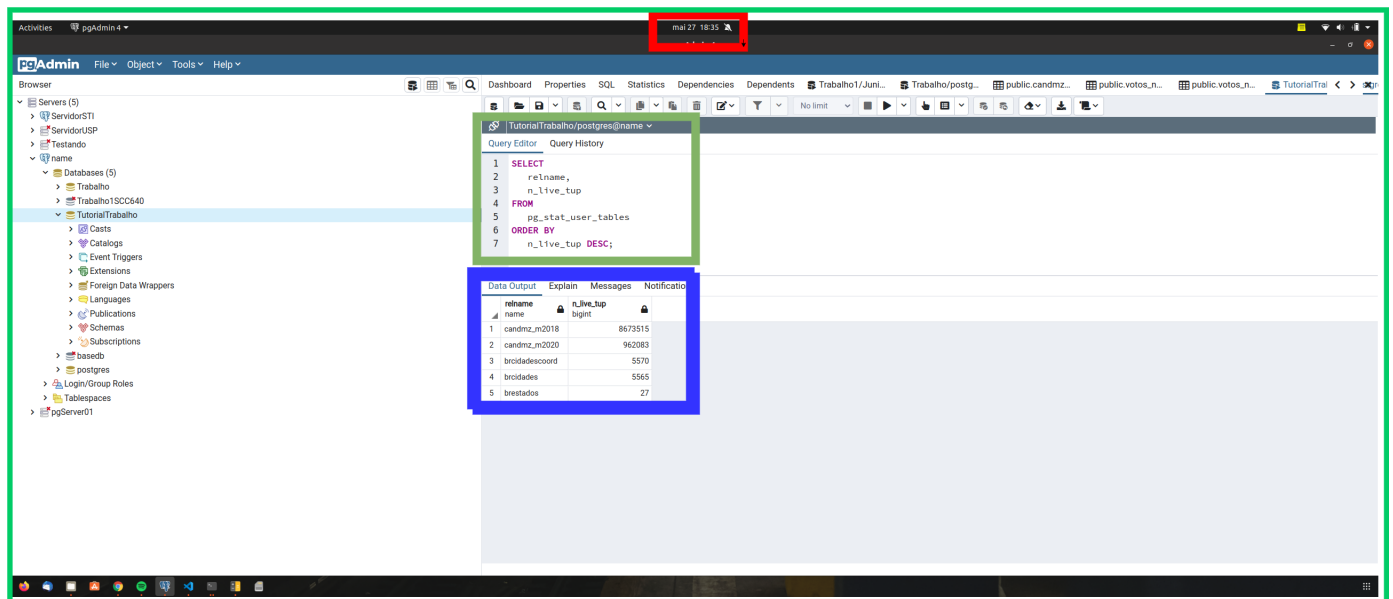 Activities pgAdmin 4
mai 27 18:35
pgAdmin File Object Tools Help
Browser
Dashboard Properties SQL Statistics Dependencies Dependents Trabalho1/Juni... Trabalho/postg... public.candmz... public.votos_n... public.votos_n... TutorialTral
No limit
Servers (5)
ServidorSTI
ServidorUSP
Testando
name
Databases (5)
Trabalho
Trabalho1SCC640
TutorialTrabalho
Casts
Catalogs
Event Triggers
Extensions
Foreign Data Wrappers
Languages
Publications
Schemas
Subscriptions
basedb
postgres
Login/Group Roles
Tablespaces
pgServer01
TutorialTrabalho/postgres@name
Query Editor Query History
1 SELECT
2 relname,
3 n_live_tup
4 FROM
5 pg_stat_user_tables
6 ORDER BY
7 n_live_tup DESC;
Data Output Explain Messages Notificatio
relname n_live_tup
name bigint
1 candmz_m2018 8673515
2 candmz_m2020 962083
3 brcidadescoord 5570
4 brcidades 5565
5 brestados 27